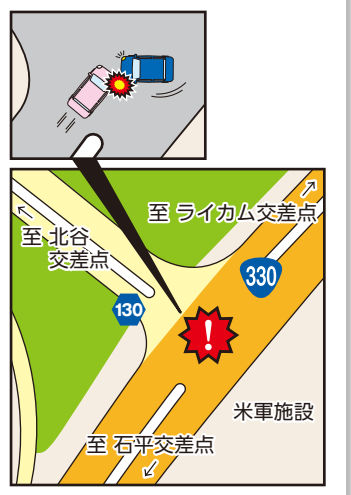 至 ライカム交差点
至 北谷
交差点
330
130
!
米軍施設
至 石平交差点